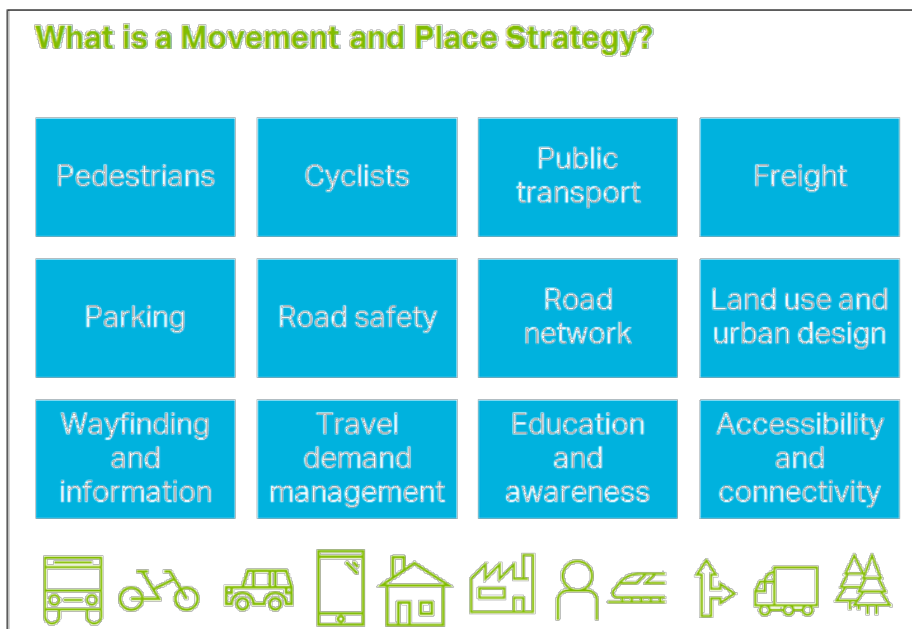 What is a Movement and Place Strategy?
Pedestrians
Cyclists
Public
transport
Freight
Parking
Road safety
Road
network
Land use and
urban design
Wayfinding
and
information
Travel
demand
management
Education
and
awareness
Accessibility
and
connectivity